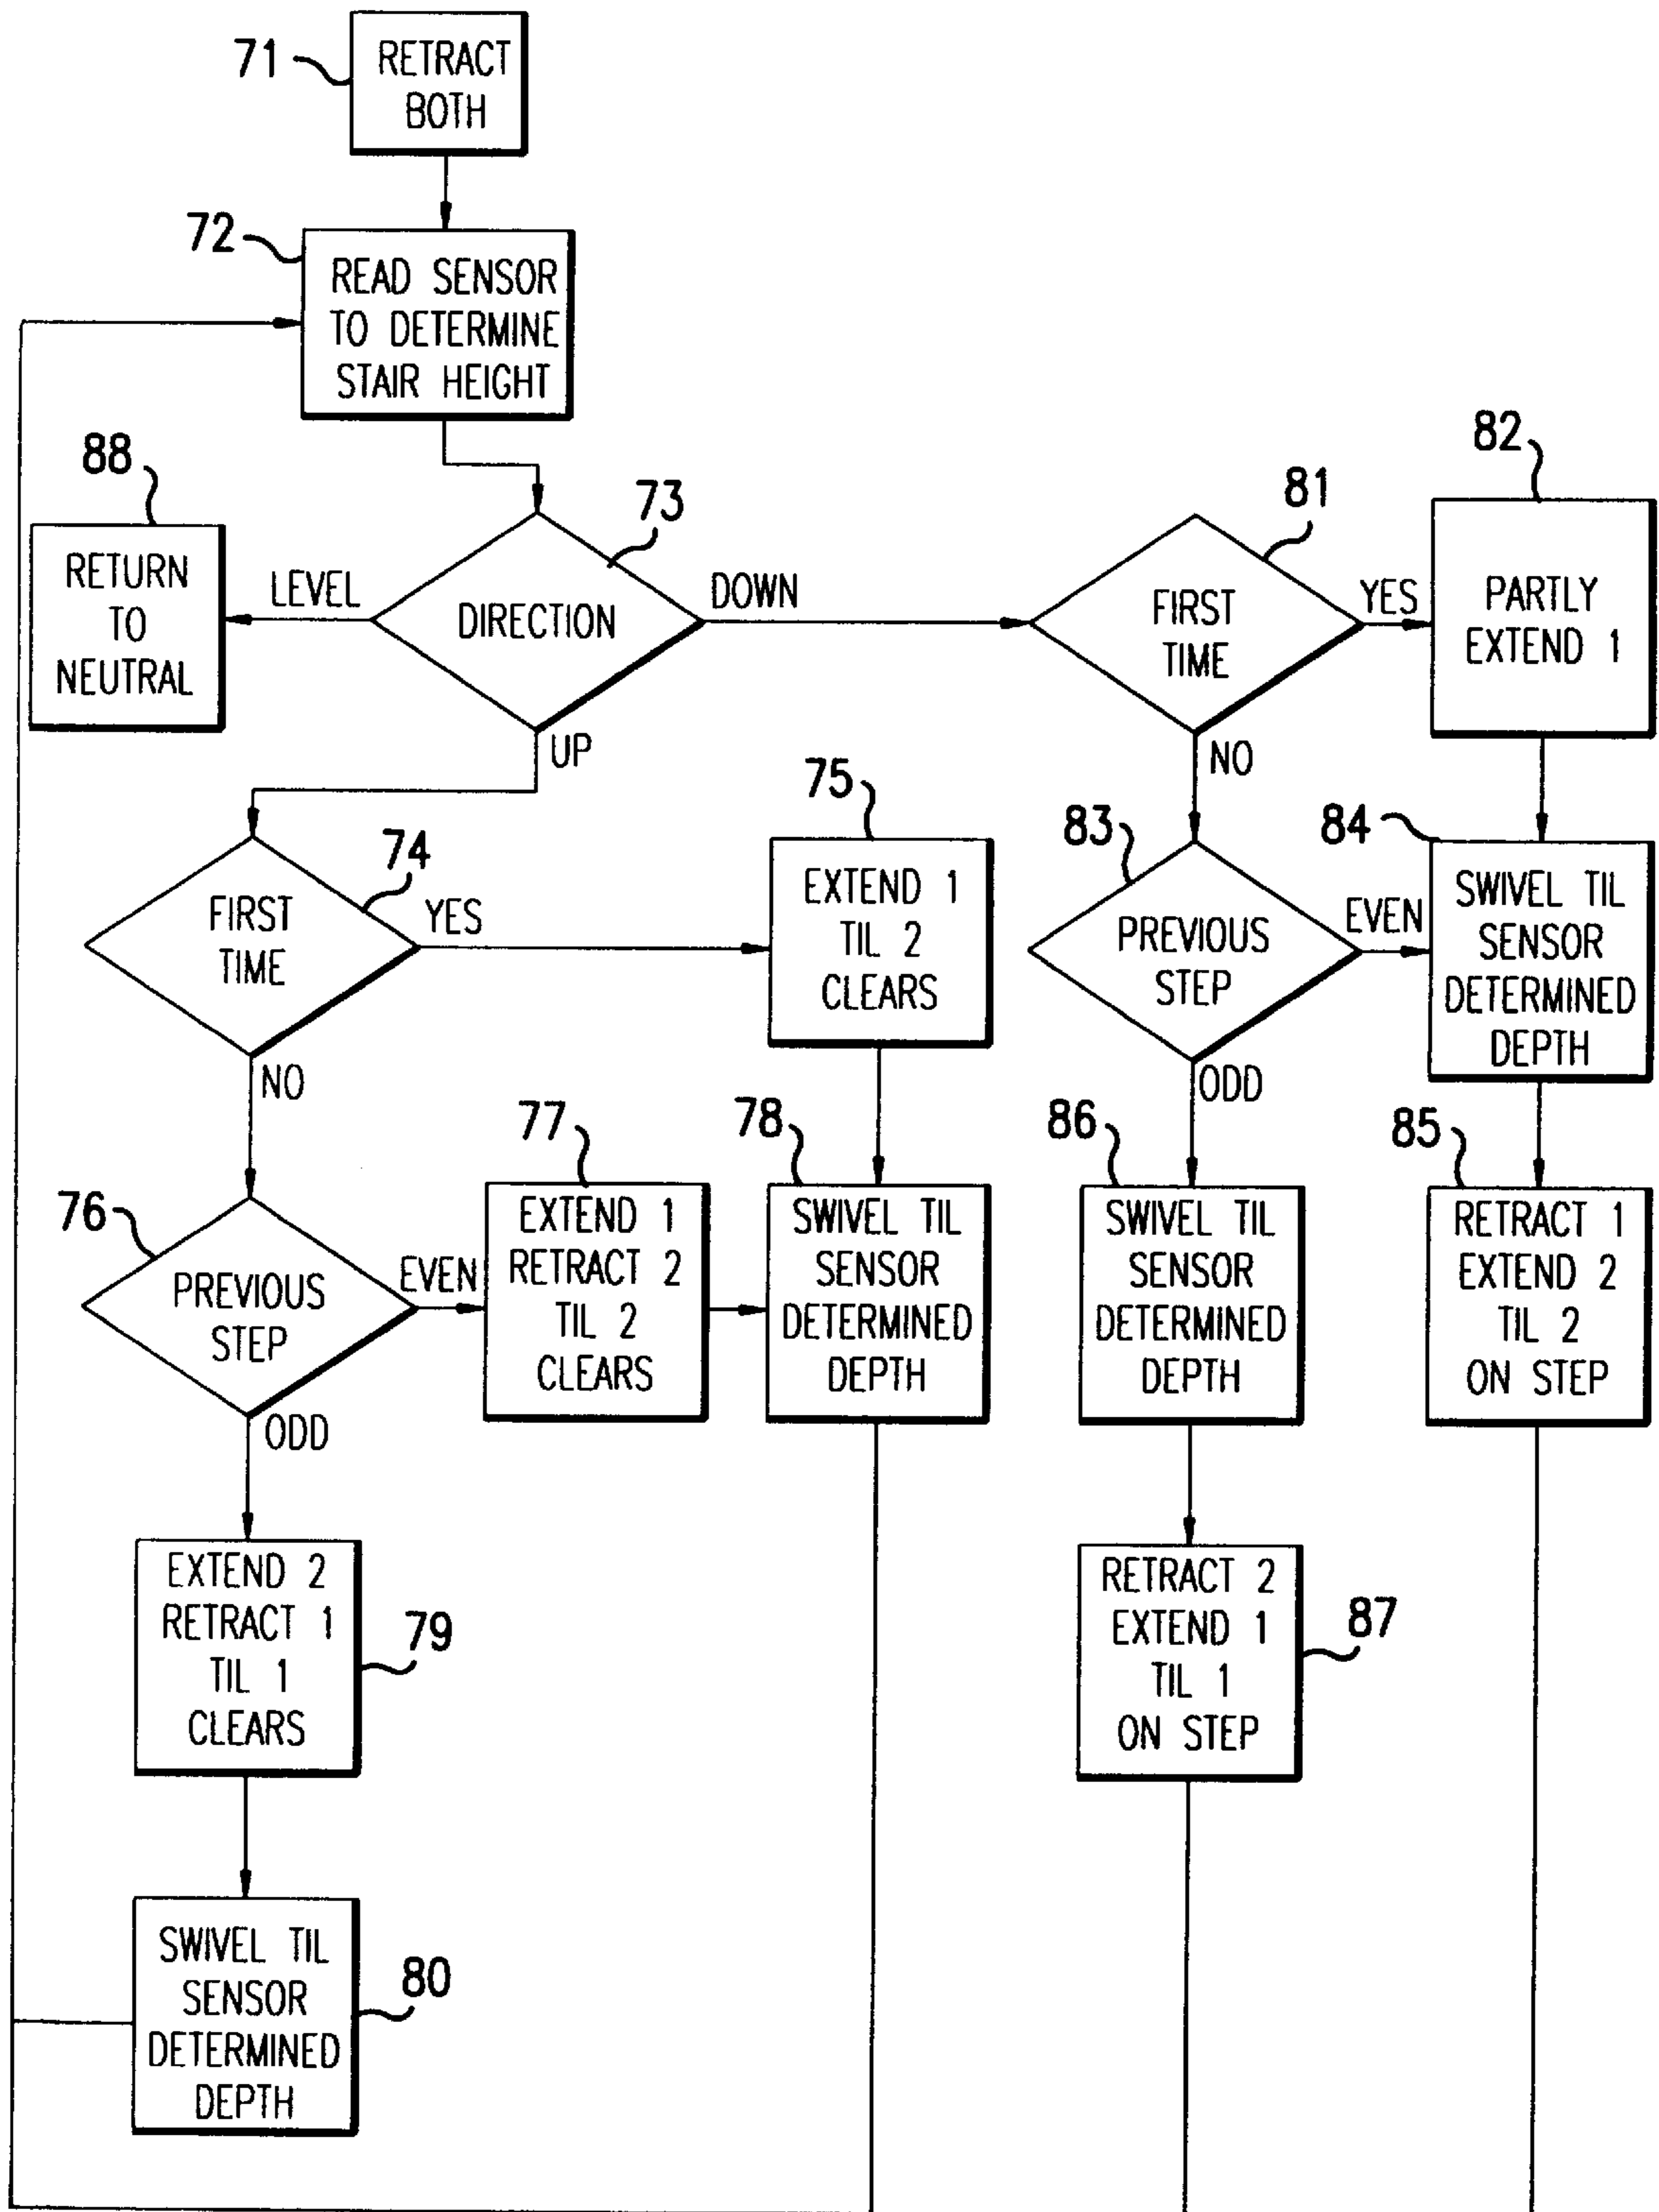 71
RETRACT
BOTH
72
READ SENSOR
TO DETERMINE
STAIR HEIGHT
88
RETURN
TO
NEUTRAL
LEVEL
73
DIRECTION
DOWN
UP
81
FIRST
TIME
YES
NO
82
PARTLY
EXTEND 1
74
FIRST
TIME
YES
NO
75
EXTEND 1
TIL 2
CLEARS
83
PREVIOUS
STEP
EVEN
ODD
84
SWIVEL TIL
SENSOR
DETERMINED
DEPTH
76
PREVIOUS
STEP
EVEN
ODD
77
EXTEND 1
RETRACT 2
TIL 2
CLEARS
78
SWIVEL TIL
SENSOR
DETERMINED
DEPTH
86
SWIVEL TIL
SENSOR
DETERMINED
DEPTH
85
RETRACT 1
EXTEND 2
TIL 2
ON STEP
79
EXTEND 2
RETRACT 1
TIL 1
CLEARS
87
RETRACT 2
EXTEND 1
TIL 1
ON STEP
80
SWIVEL TIL
SENSOR
DETERMINED
DEPTH